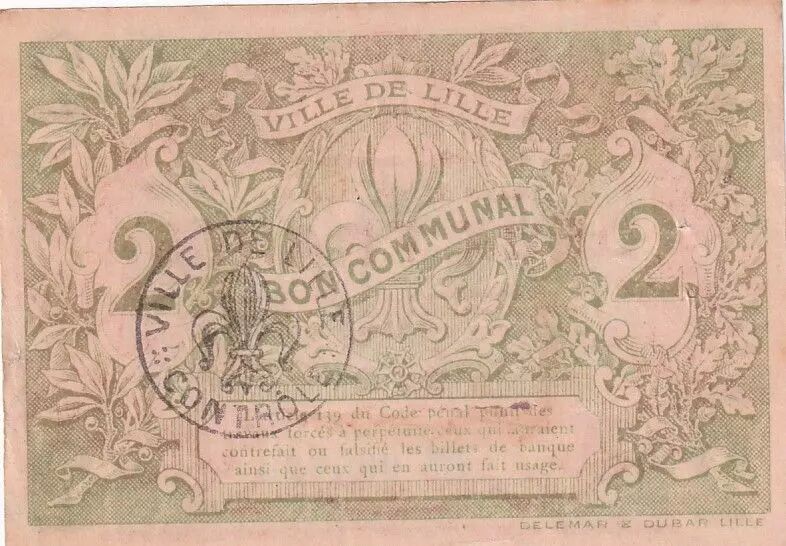 VILLE DE LILLE
BON COMMUNAL
2
2
VILLE DE LILLE
CONTROLE
139 du Code pénal punit des
travaux forcés à perpétuité ceux qui auraient
contrefait ou falsifié les billets de banque
ainsi que ceux qui en auront fait usage.
DELEMAR & DUBAR LILLE